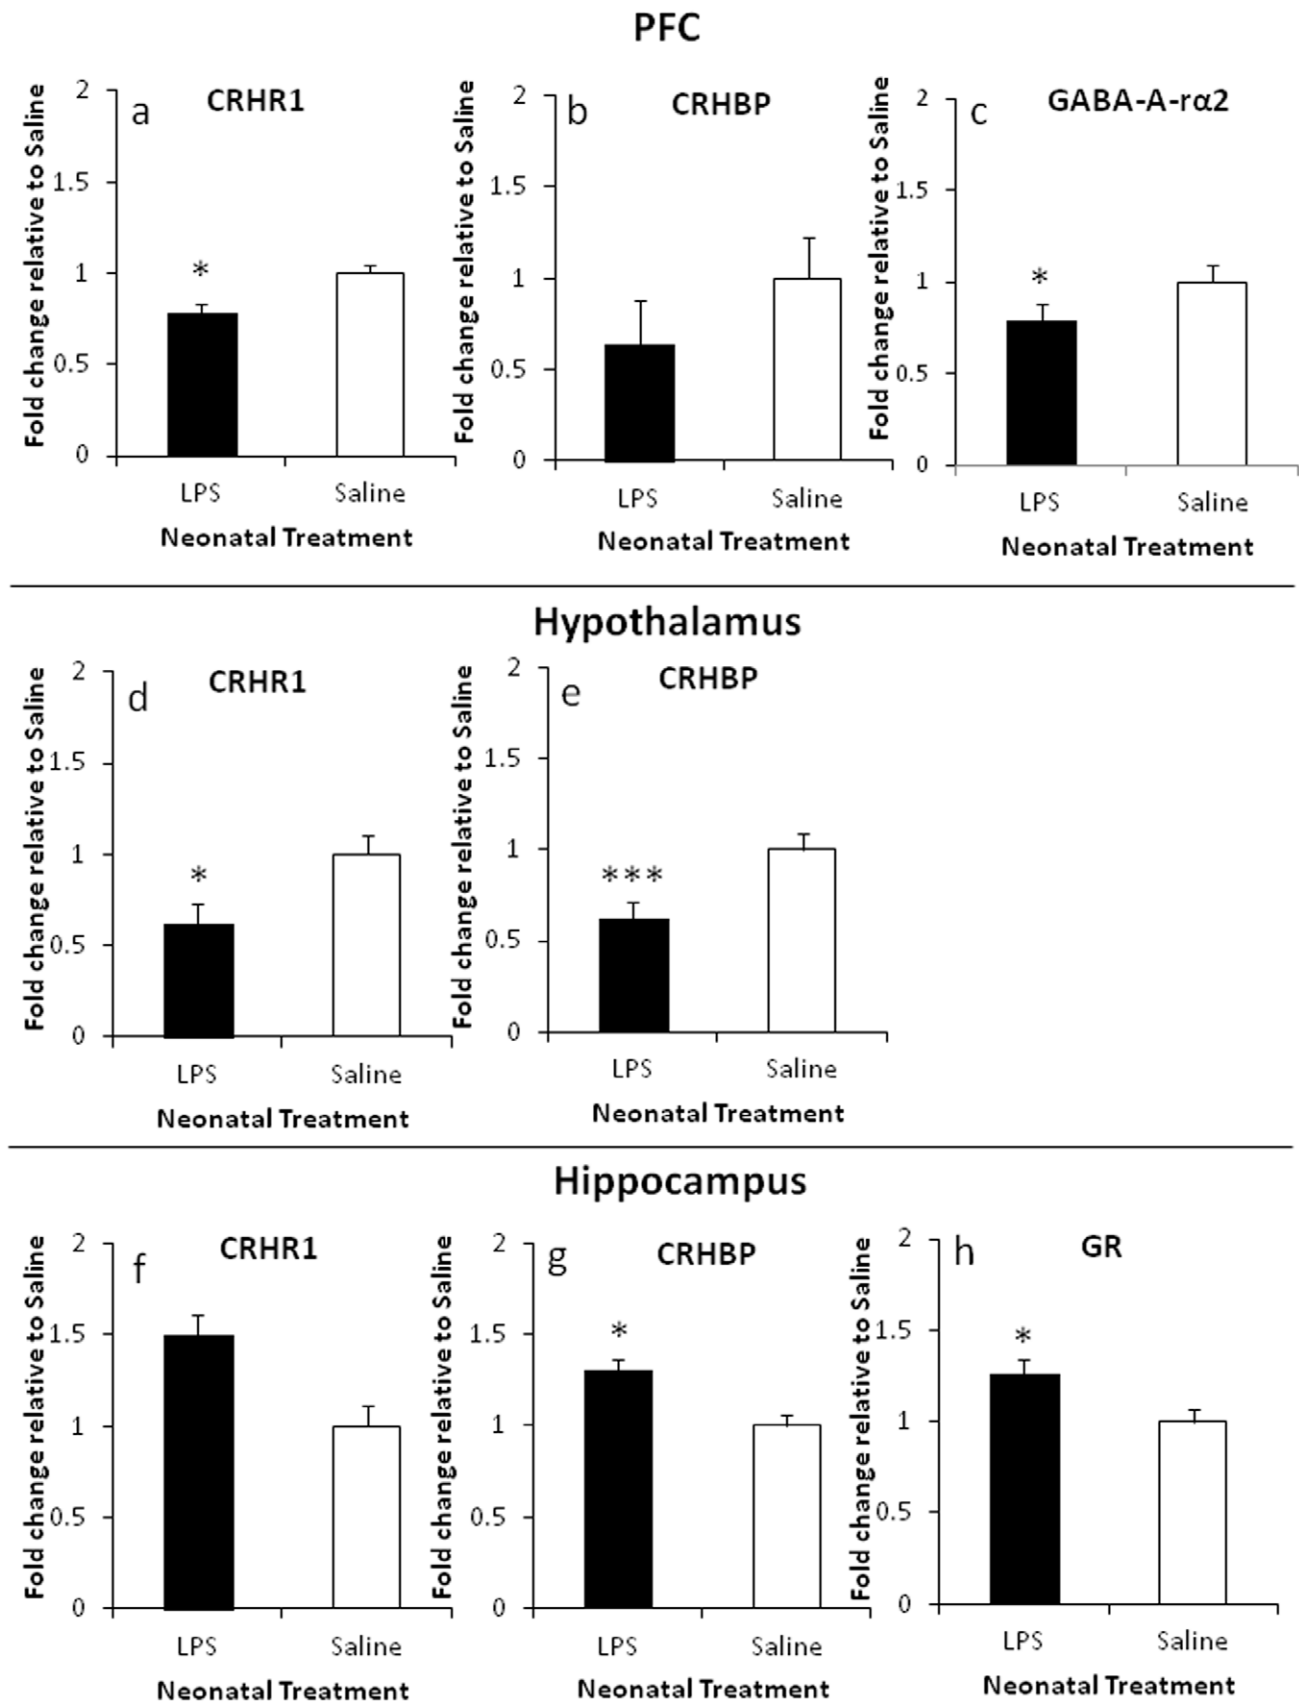 PFC
a
CRHR1
Fold change relative to Saline
2
1.5
1
0.5
0
*
LPS
Saline
Neonatal Treatment
b
CRHBP
Fold change relative to Saline
2
1.5
1
0.5
0
LPS
Saline
Neonatal Treatment
c
GABA-A-rα2
Fold change relative to Saline
2
1.5
1
0.5
0
*
LPS
Saline
Neonatal Treatment
Hypothalamus
d
CRHR1
Fold change relative to Saline
2
1.5
1
0.5
0
*
LPS
Saline
Neonatal Treatment
e
CRHBP
Fold change relative to Saline
2
1.5
1
0.5
0
***
LPS
Saline
Neonatal Treatment
Hippocampus
f
CRHR1
Fold change relative to Saline
2
1.5
1
0.5
0
LPS
Saline
Neonatal Treatment
g
CRHBP
Fold change relative to Saline
2
1.5
1
0.5
0
*
LPS
Saline
Neonatal Treatment
h
GR
Fold change relative to Saline
2
1.5
1
0.5
0
*
LPS
Saline
Neonatal Treatment